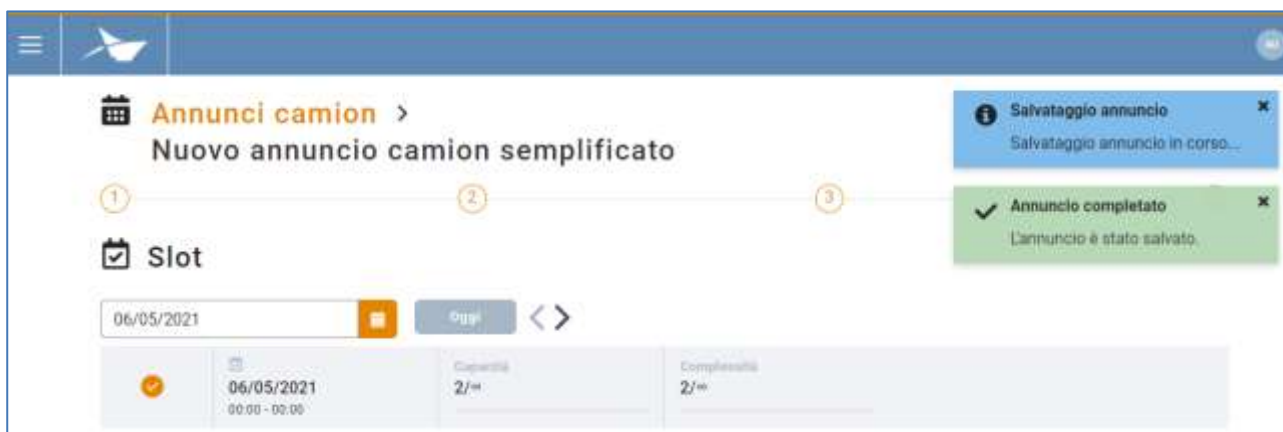 Annunci camion >
Nuovo annuncio camion semplificato
Salvataggio annuncio
Salvataggio annuncio in corso...
1
2
3
Annuncio completato
L'annuncio è stato salvato.
Slot
06/05/2021
Oggi
Capacità
Complessità
06/05/2021
2/∞
2/∞
00:00 - 00:00